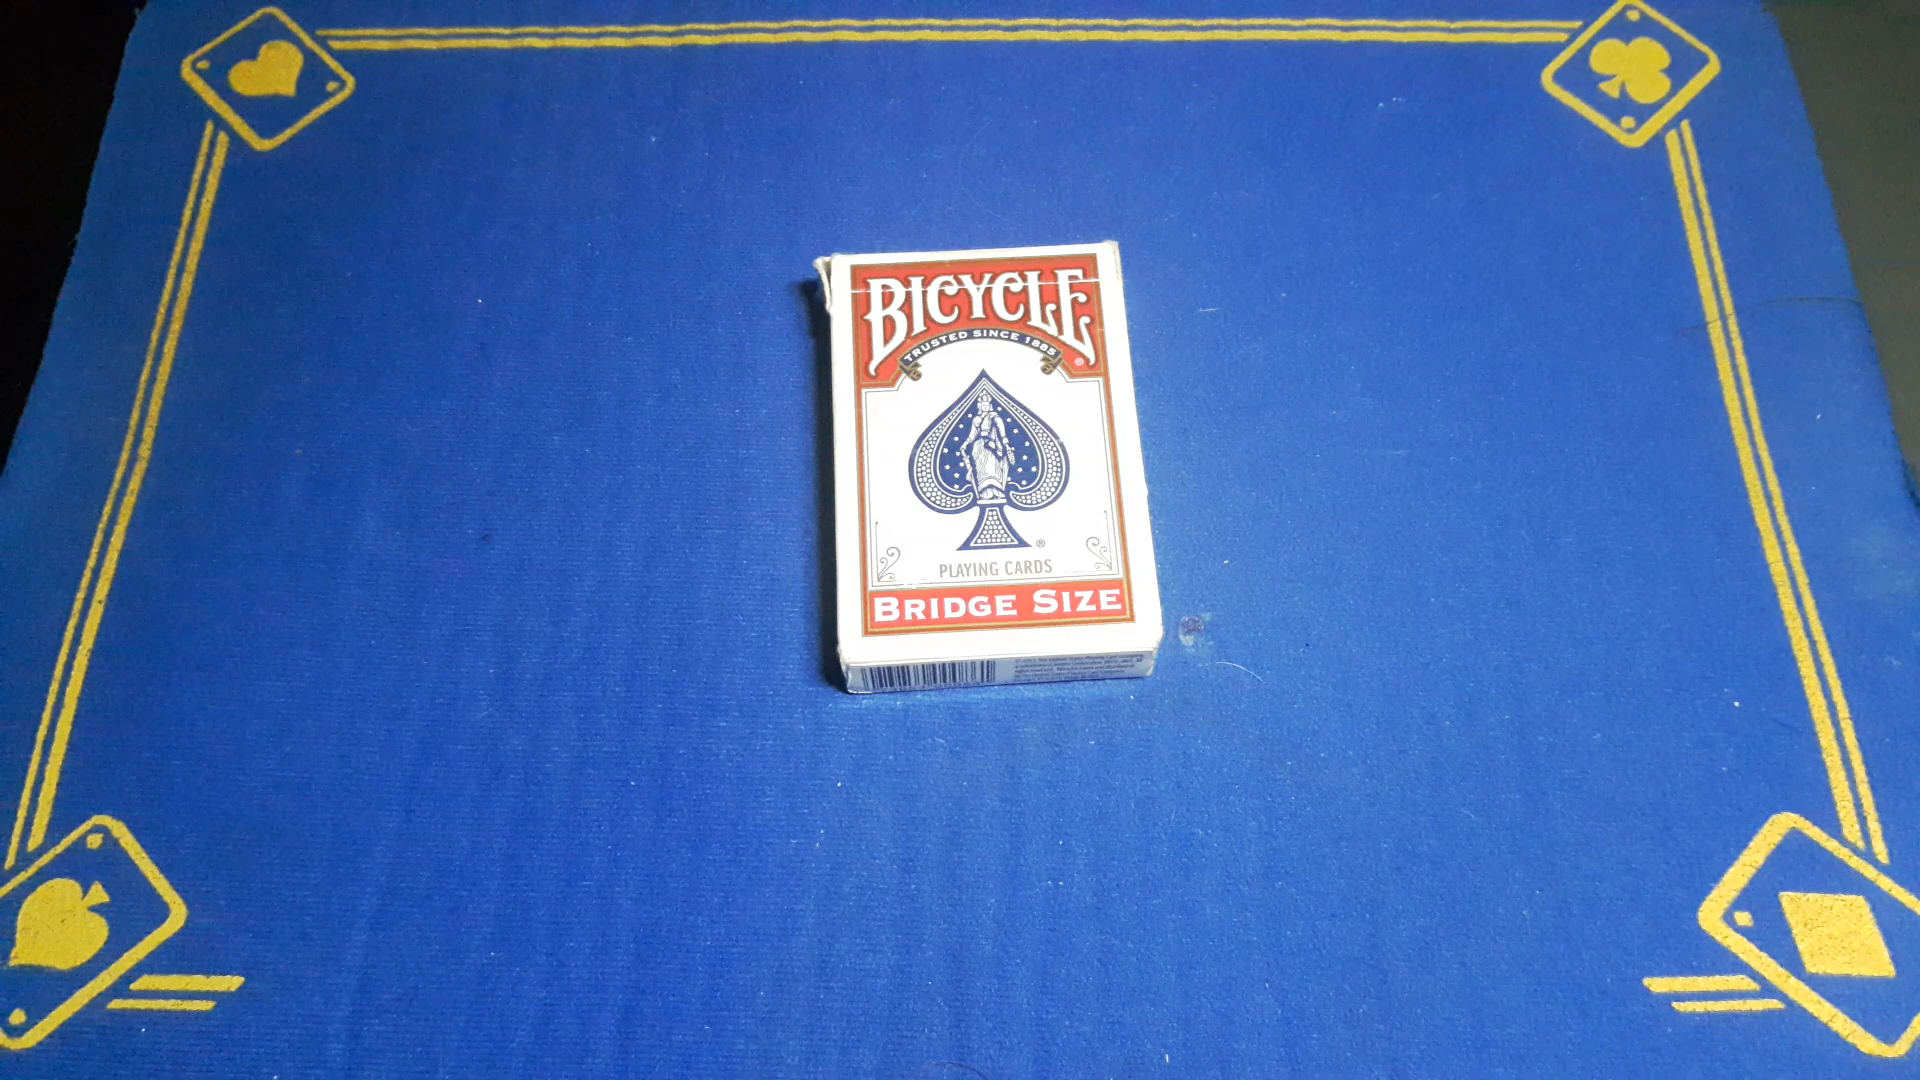 BICYCLE
TRUSTED SINCE 1885
®
®
PLAYING CARDS
BRIDGE SIZE